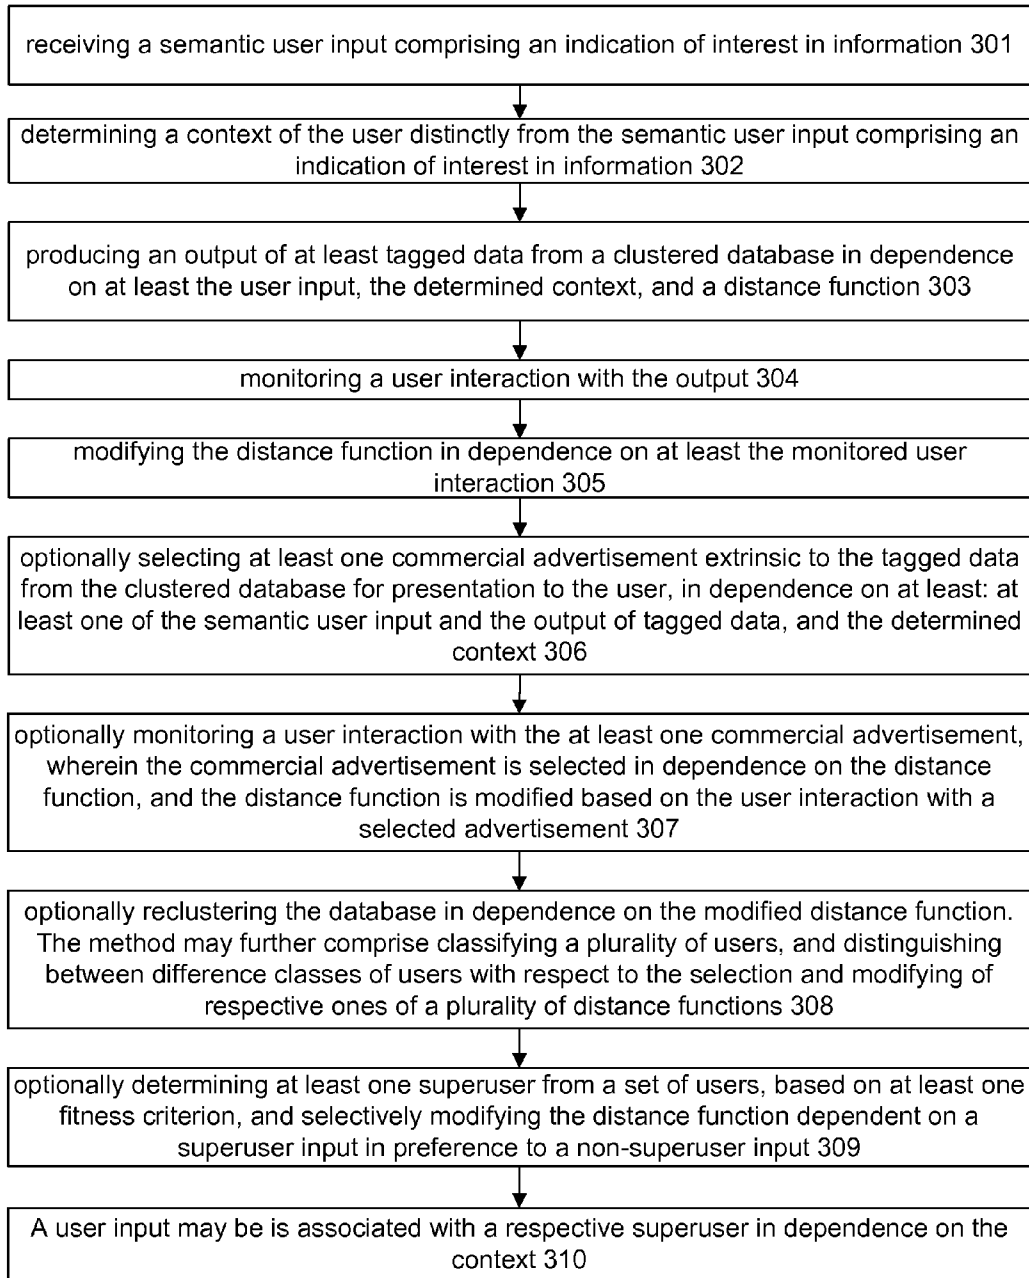 receiving a semantic user input comprising an indication of interest in information 301
determining a context of the user distinctly from the semantic user input comprising an
indication of interest in information 302
producing an output of at least tagged data from a clustered database in dependence
on at least the user input, the determined context, and a distance function 303
monitoring a user interaction with the output 304
modifying the distance function in dependence on at least the monitored user
interaction 305
optionally selecting at least one commercial advertisement extrinsic to the tagged data
from the clustered database for presentation to the user, in dependence on at least: at
least one of the semantic user input and the output of tagged data, and the determined
context 306
optionally monitoring a user interaction with the at least one commercial advertisement,
wherein the commercial advertisement is selected in dependence on the distance
function, and the distance function is modified based on the user interaction with a
selected advertisement 307
optionally reclustering the database in dependence on the modified distance function.
The method may further comprise classifying a plurality of users, and distinguishing
between difference classes of users with respect to the selection and modifying of
respective ones of a plurality of distance functions 308
optionally determining at least one superuser from a set of users, based on at least one
fitness criterion, and selectively modifying the distance function dependent on a
superuser input in preference to a non-superuser input 309
A user input may be is associated with a respective superuser in dependence on the
context 310